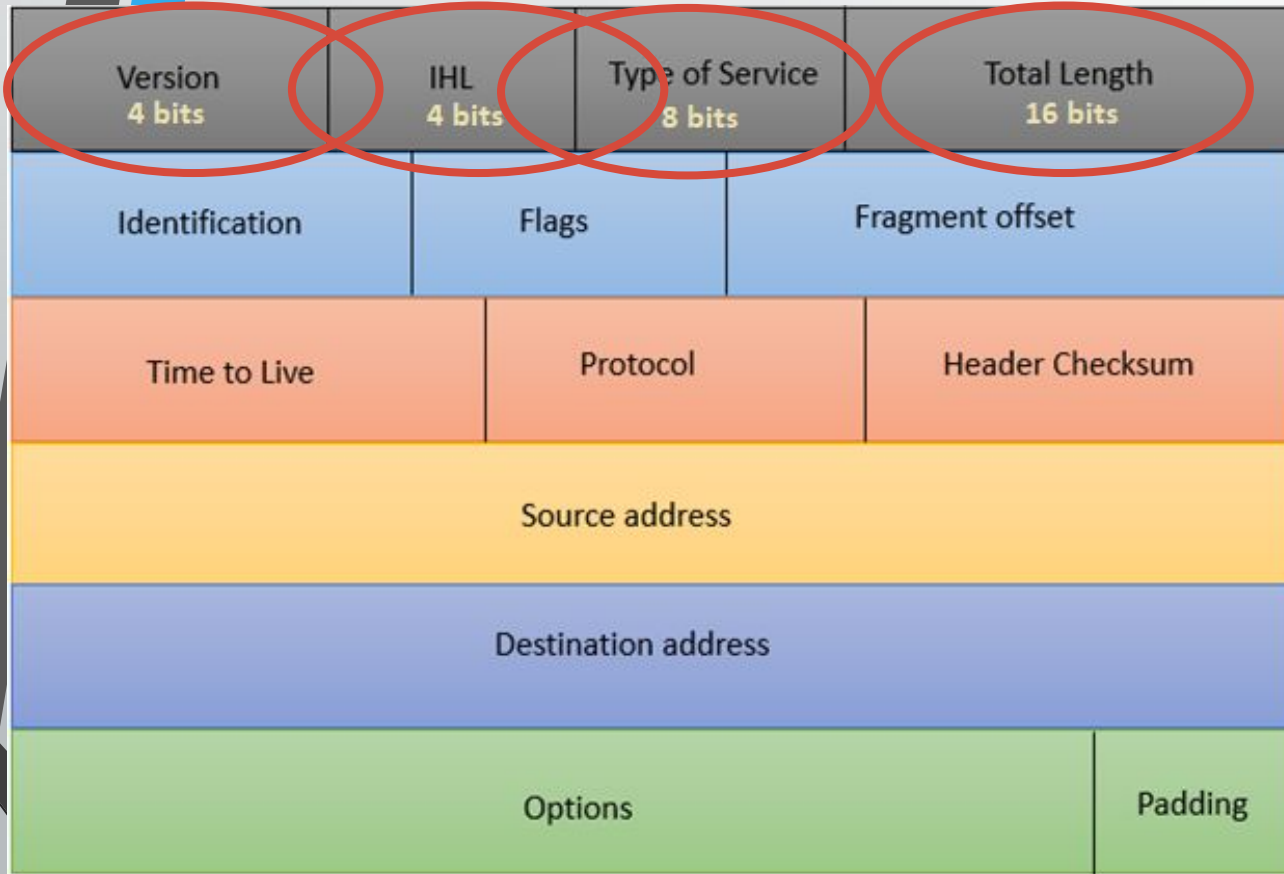 Version IHL Type of Service Total Length
4 bits 4 bits 8 bits 16 bits
Identification Flags Fragment offset
Time to Live Protocol Header Checksum
Source address
Destination address
Options Padding